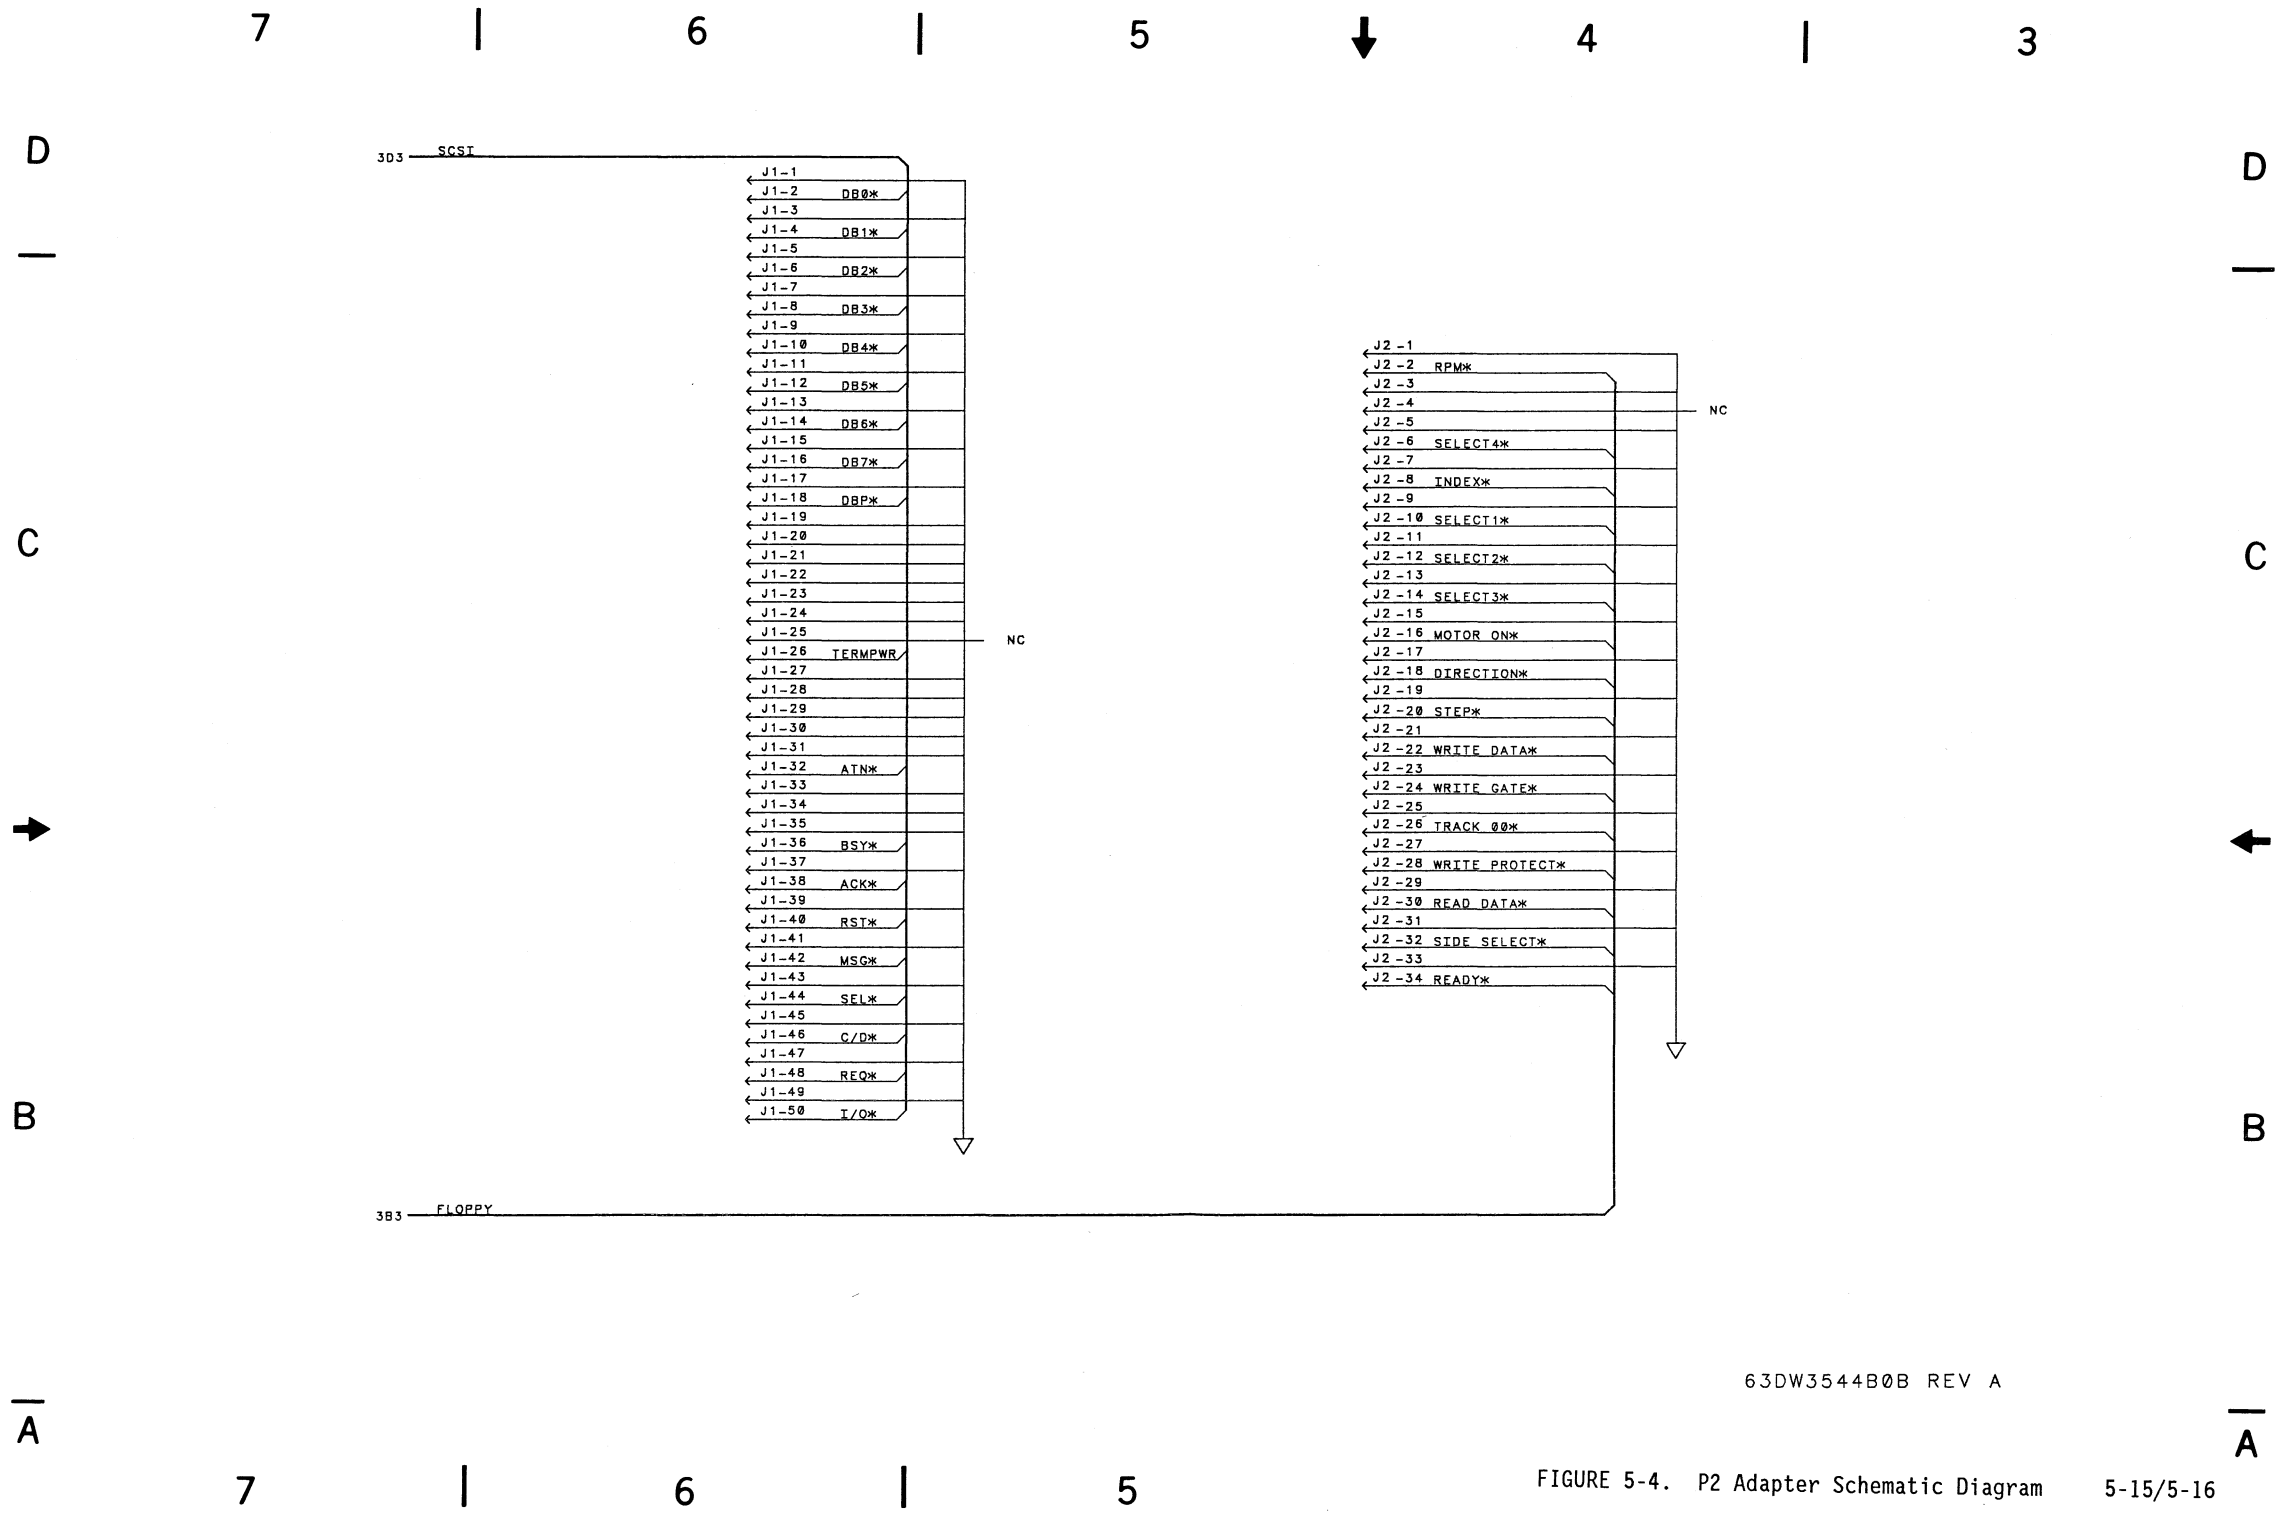 7 6 5 4 3
D D
3D3 SCSI
J1-1
J1-2 DB0*
J1-3
J1-4 DB1*
J1-5
J1-6 DB2*
J1-7
J1-8 DB3*
J1-9
J1-10 DB4*
J1-11
J1-12 DB5*
J1-13
J1-14 DB6*
J1-15
J1-16 DB7*
J1-17
J1-18 DBP*
J1-19
J1-20
J1-21
J1-22
J1-23
J1-24
J1-25 NC
J1-26 TERMPWR
J1-27
J1-28
J1-29
J1-30
J1-31
J1-32 ATN*
J1-33
J1-34
J1-35
J1-36 BSY*
J1-37
J1-38 ACK*
J1-39
J1-40 RST*
J1-41
J1-42 MSG*
J1-43
J1-44 SEL*
J1-45
J1-46 C/D*
J1-47
J1-48 REQ*
J1-49
J1-50 I/O*
J2-1
J2-2 RPM*
J2-3
J2-4 NC
J2-5
J2-6 SELECT4*
J2-7
J2-8 INDEX*
J2-9
J2-10 SELECT1*
J2-11
J2-12 SELECT2*
J2-13
J2-14 SELECT3*
J2-15
J2-16 MOTOR ON*
J2-17
J2-18 DIRECTION*
J2-19
J2-20 STEP*
J2-21
J2-22 WRITE DATA*
J2-23
J2-24 WRITE GATE*
J2-25
J2-26 TRACK 00*
J2-27
J2-28 WRITE PROTECT*
J2-29
J2-30 READ DATA*
J2-31
J2-32 SIDE SELECT*
J2-33
J2-34 READY*
C C
B B
3B3 FLOPPY
63DW3544B0B REV A
A A
7 6 5
FIGURE 5-4. P2 Adapter Schematic Diagram 5-15/5-16